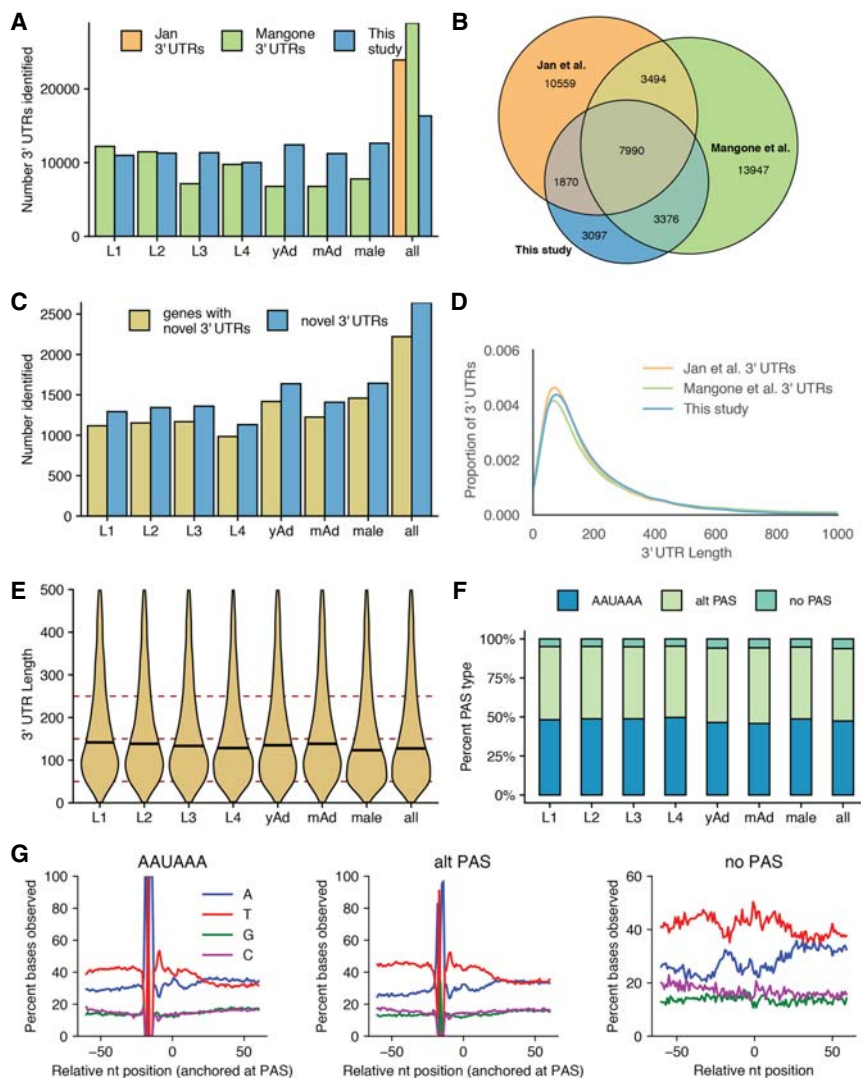 A
Jan
3' UTRs
Mangone
3' UTRs
This
study
Number 3' UTRs identified
20000
10000
0
L1 L2 L3 L4 yAd mAd male all
B
Jan et al.
10559
3494
7990
Mangone et al.
13947
1870
3376
3097
This study
C
genes with
novel 3' UTRs
novel 3' UTRs
Number identified
2500
2000
1500
1000
500
0
L1 L2 L3 L4 yAd mAd male all
D
Jan et al. 3' UTRs
Mangone et al. 3' UTRs
This study
Proportion of 3' UTRs
0.006
0.004
0.002
0.000
0 200 400 600 800 1000
3' UTR Length
E
3' UTR Length
500
400
300
200
100
0
L1 L2 L3 L4 yAd mAd male all
F
AAUAAA alt PAS no PAS
Percent PAS type
100%
75%
50%
25%
0%
L1 L2 L3 L4 yAd mAd male all
G
AAUAAA
A
T
G
C
Percent bases observed
100
80
60
40
20
0
−50 0 50
Relative nt position (anchored at PAS)
alt PAS
Percent bases observed
100
80
60
40
20
0
−50 0 50
Relative nt position (anchored at PAS)
no PAS
Percent bases observed
60
50
40
30
20
10
0
−50 0 50
Relative nt position